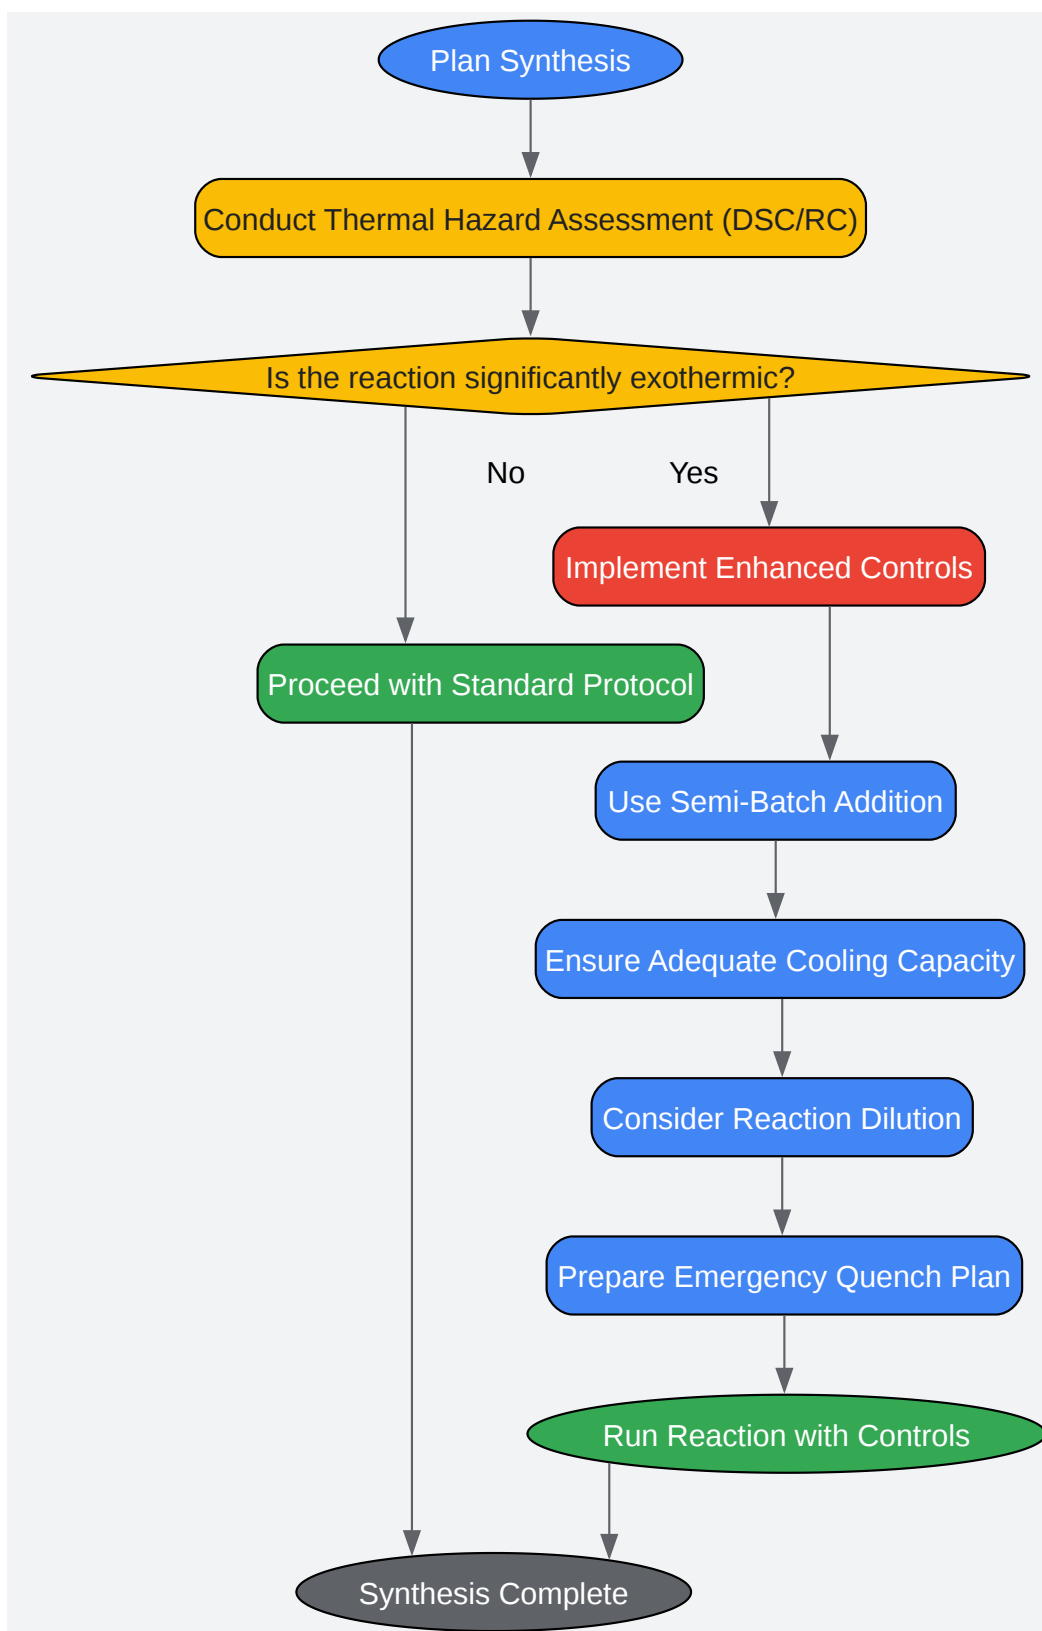 Plan Synthesis
Conduct Thermal Hazard Assessment (DSC/RC)
Is the reaction significantly exothermic?
No
Yes
Implement Enhanced Controls
Proceed with Standard Protocol
Use Semi-Batch Addition
Ensure Adequate Cooling Capacity
Consider Reaction Dilution
Prepare Emergency Quench Plan
Run Reaction with Controls
Synthesis Complete